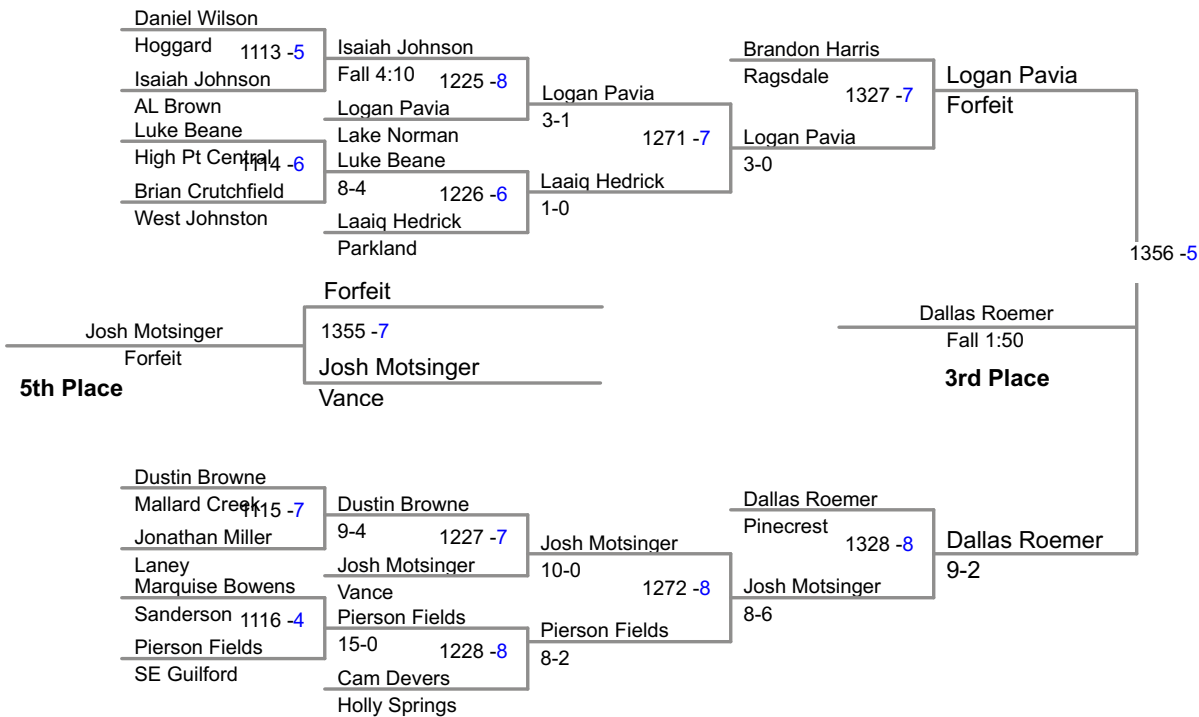 Daniel Wilson
Hoggard
1113 -5
Isaiah Johnson
AL Brown
Luke Beane
High Pt Central
1114 -6
Brian Crutchfield
West Johnston
Isaiah Johnson
Fall 4:10
1225 -8
Logan Pavia
Lake Norman
Luke Beane
8-4
1226 -6
Laaiq Hedrick
Parkland
Logan Pavia
3-1
1271 -7
Laaiq Hedrick
1-0
Brandon Harris
Ragsdale
1327 -7
Logan Pavia
3-0
Logan Pavia
Forfeit
1356 -5
Forfeit
1355 -7
Josh Motsinger
Vance
Josh Motsinger
Forfeit
5th Place
Dallas Roemer
Fall 1:50
3rd Place
Dustin Browne
Mallard Creek
1115 -7
Jonathan Miller
Laney
Marquise Bowens
Sanderson
1116 -4
Pierson Fields
SE Guilford
Dustin Browne
9-4
1227 -7
Josh Motsinger
Vance
Pierson Fields
15-0
1228 -8
Cam Devers
Holly Springs
Josh Motsinger
10-0
1272 -8
Pierson Fields
8-2
Dallas Roemer
Pinecrest
1328 -8
Josh Motsinger
8-6
Dallas Roemer
9-2